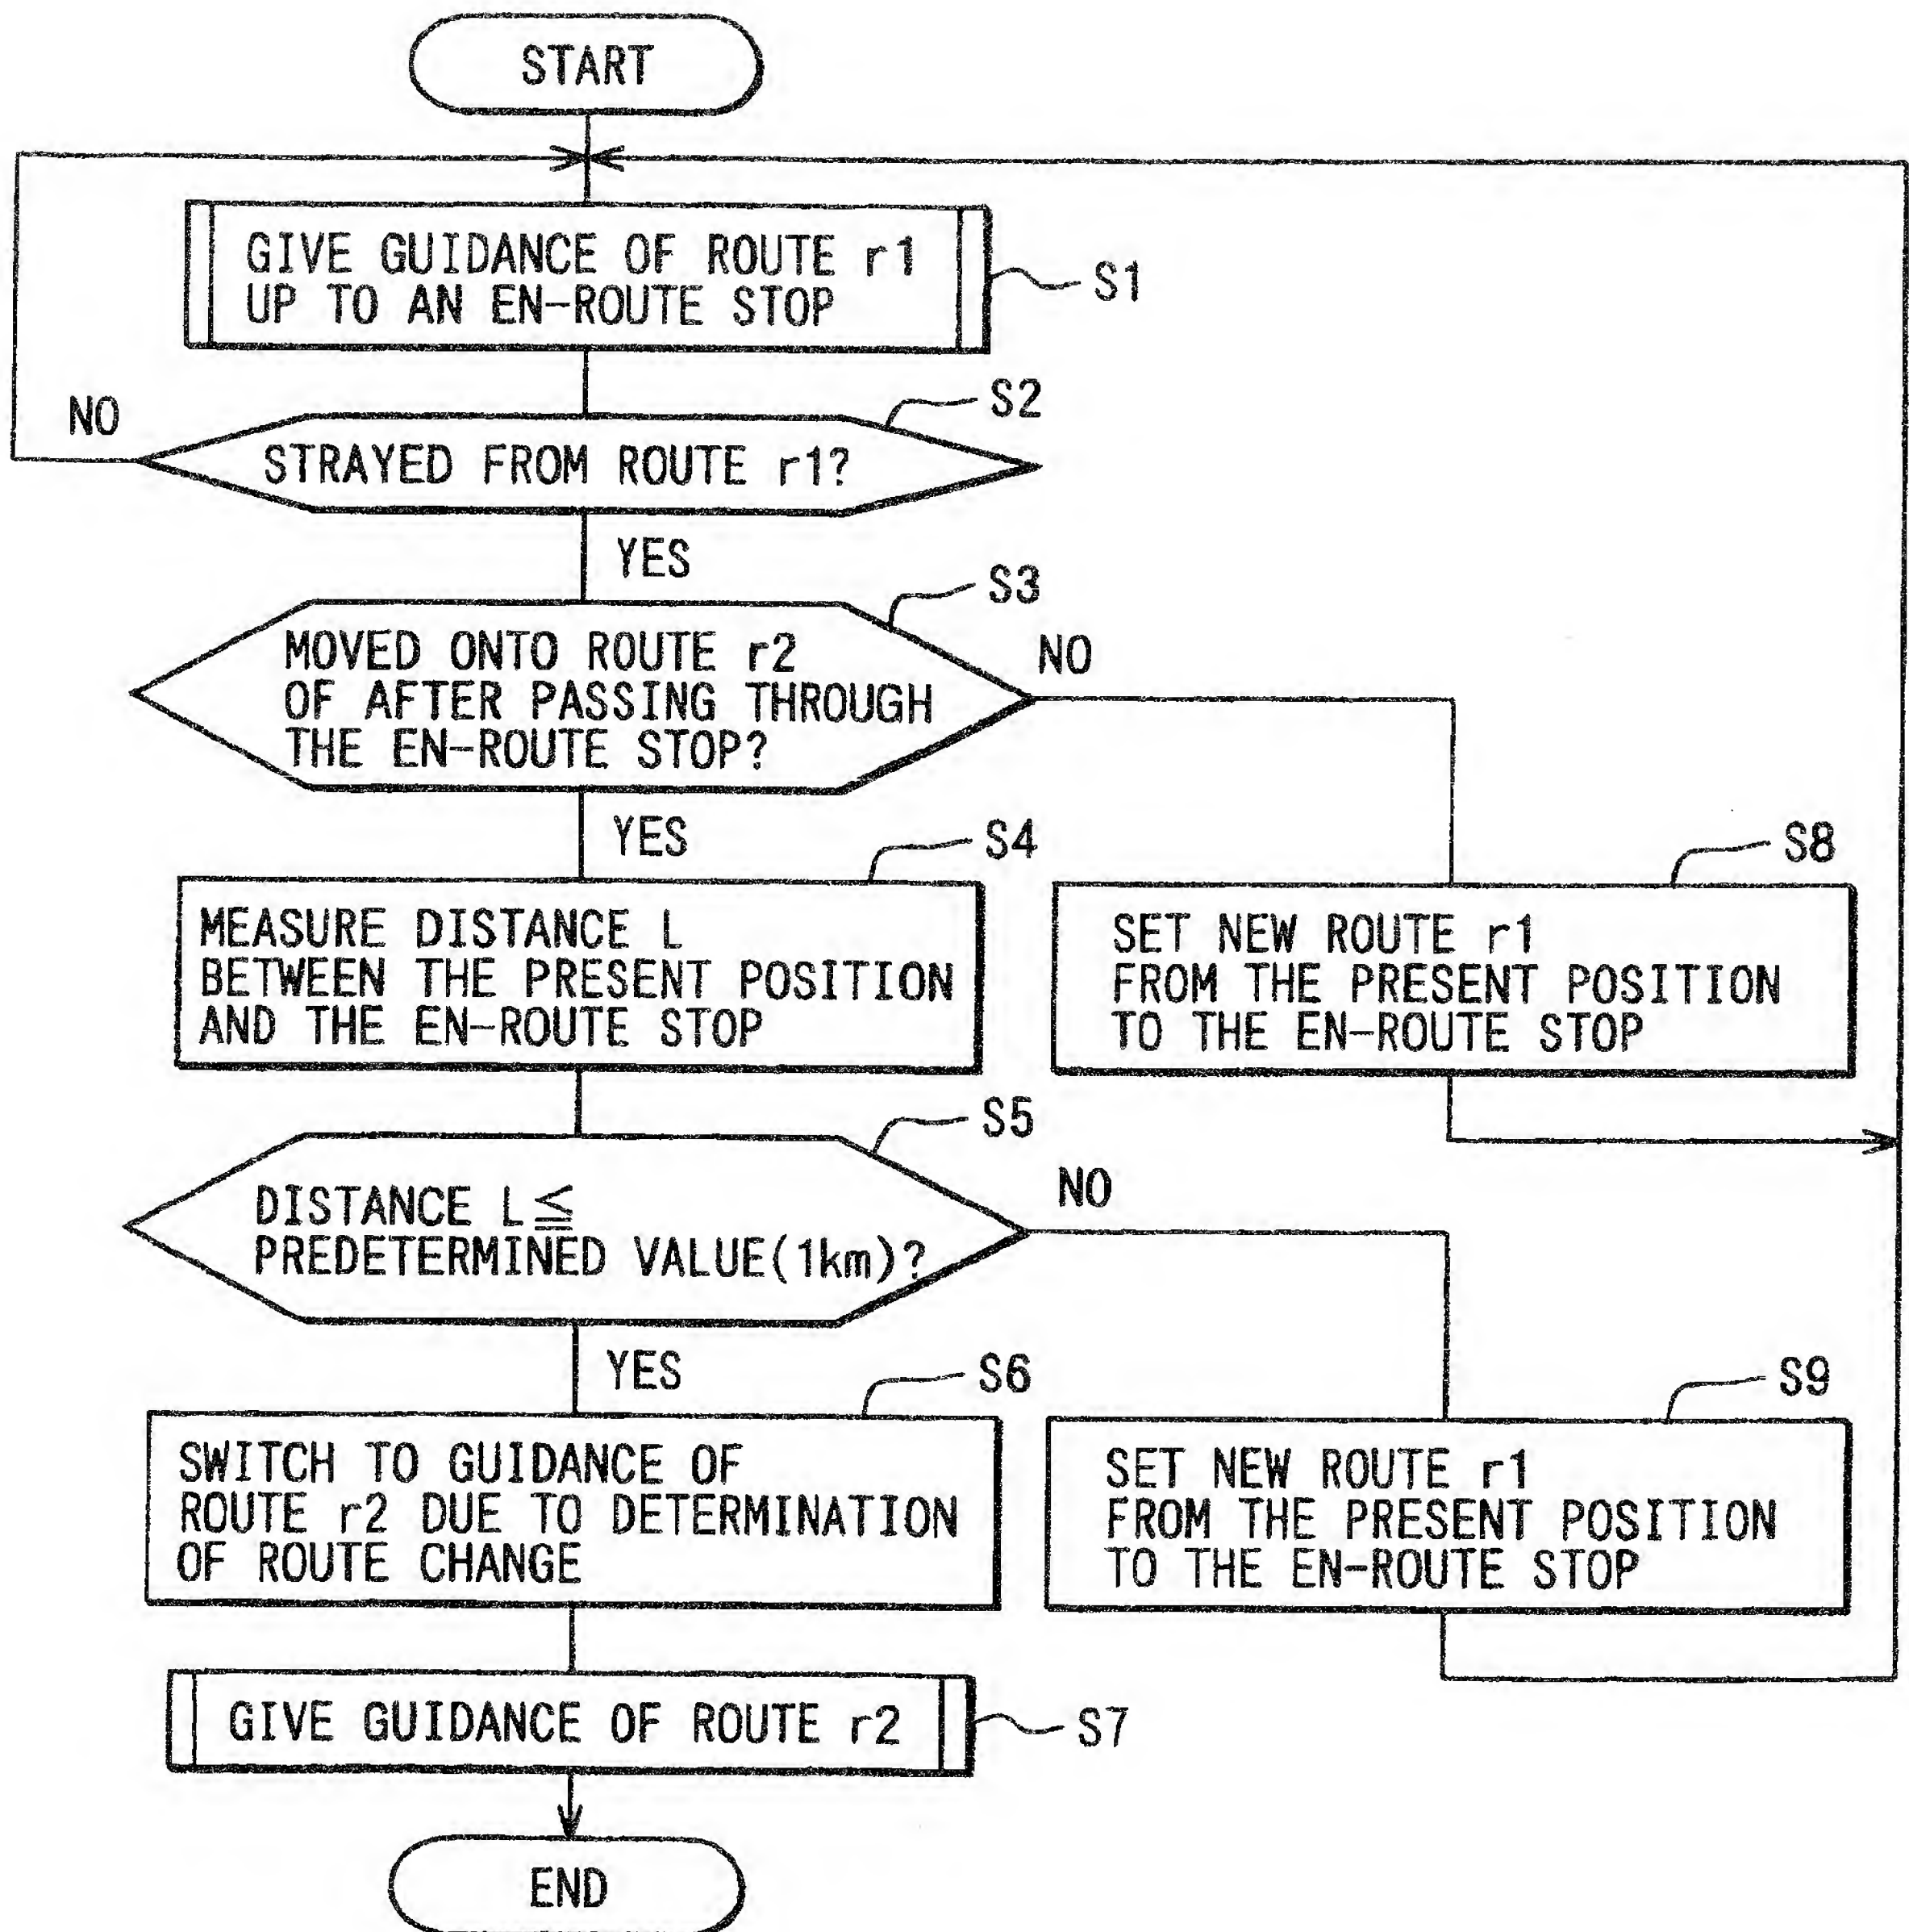 START
GIVE GUIDANCE OF ROUTE r1
UP TO AN EN-ROUTE STOP
S1
S2
NO
STRAYED FROM ROUTE r1?
YES
S3
MOVED ONTO ROUTE r2
OF AFTER PASSING THROUGH
THE EN-ROUTE STOP?
NO
YES
S4
MEASURE DISTANCE L
BETWEEN THE PRESENT POSITION
AND THE EN-ROUTE STOP
S8
SET NEW ROUTE r1
FROM THE PRESENT POSITION
TO THE EN-ROUTE STOP
S5
DISTANCE L≦
PREDETERMINED VALUE(1km)?
NO
YES
S6
SWITCH TO GUIDANCE OF
ROUTE r2 DUE TO DETERMINATION
OF ROUTE CHANGE
S9
SET NEW ROUTE r1
FROM THE PRESENT POSITION
TO THE EN-ROUTE STOP
GIVE GUIDANCE OF ROUTE r2
S7
END